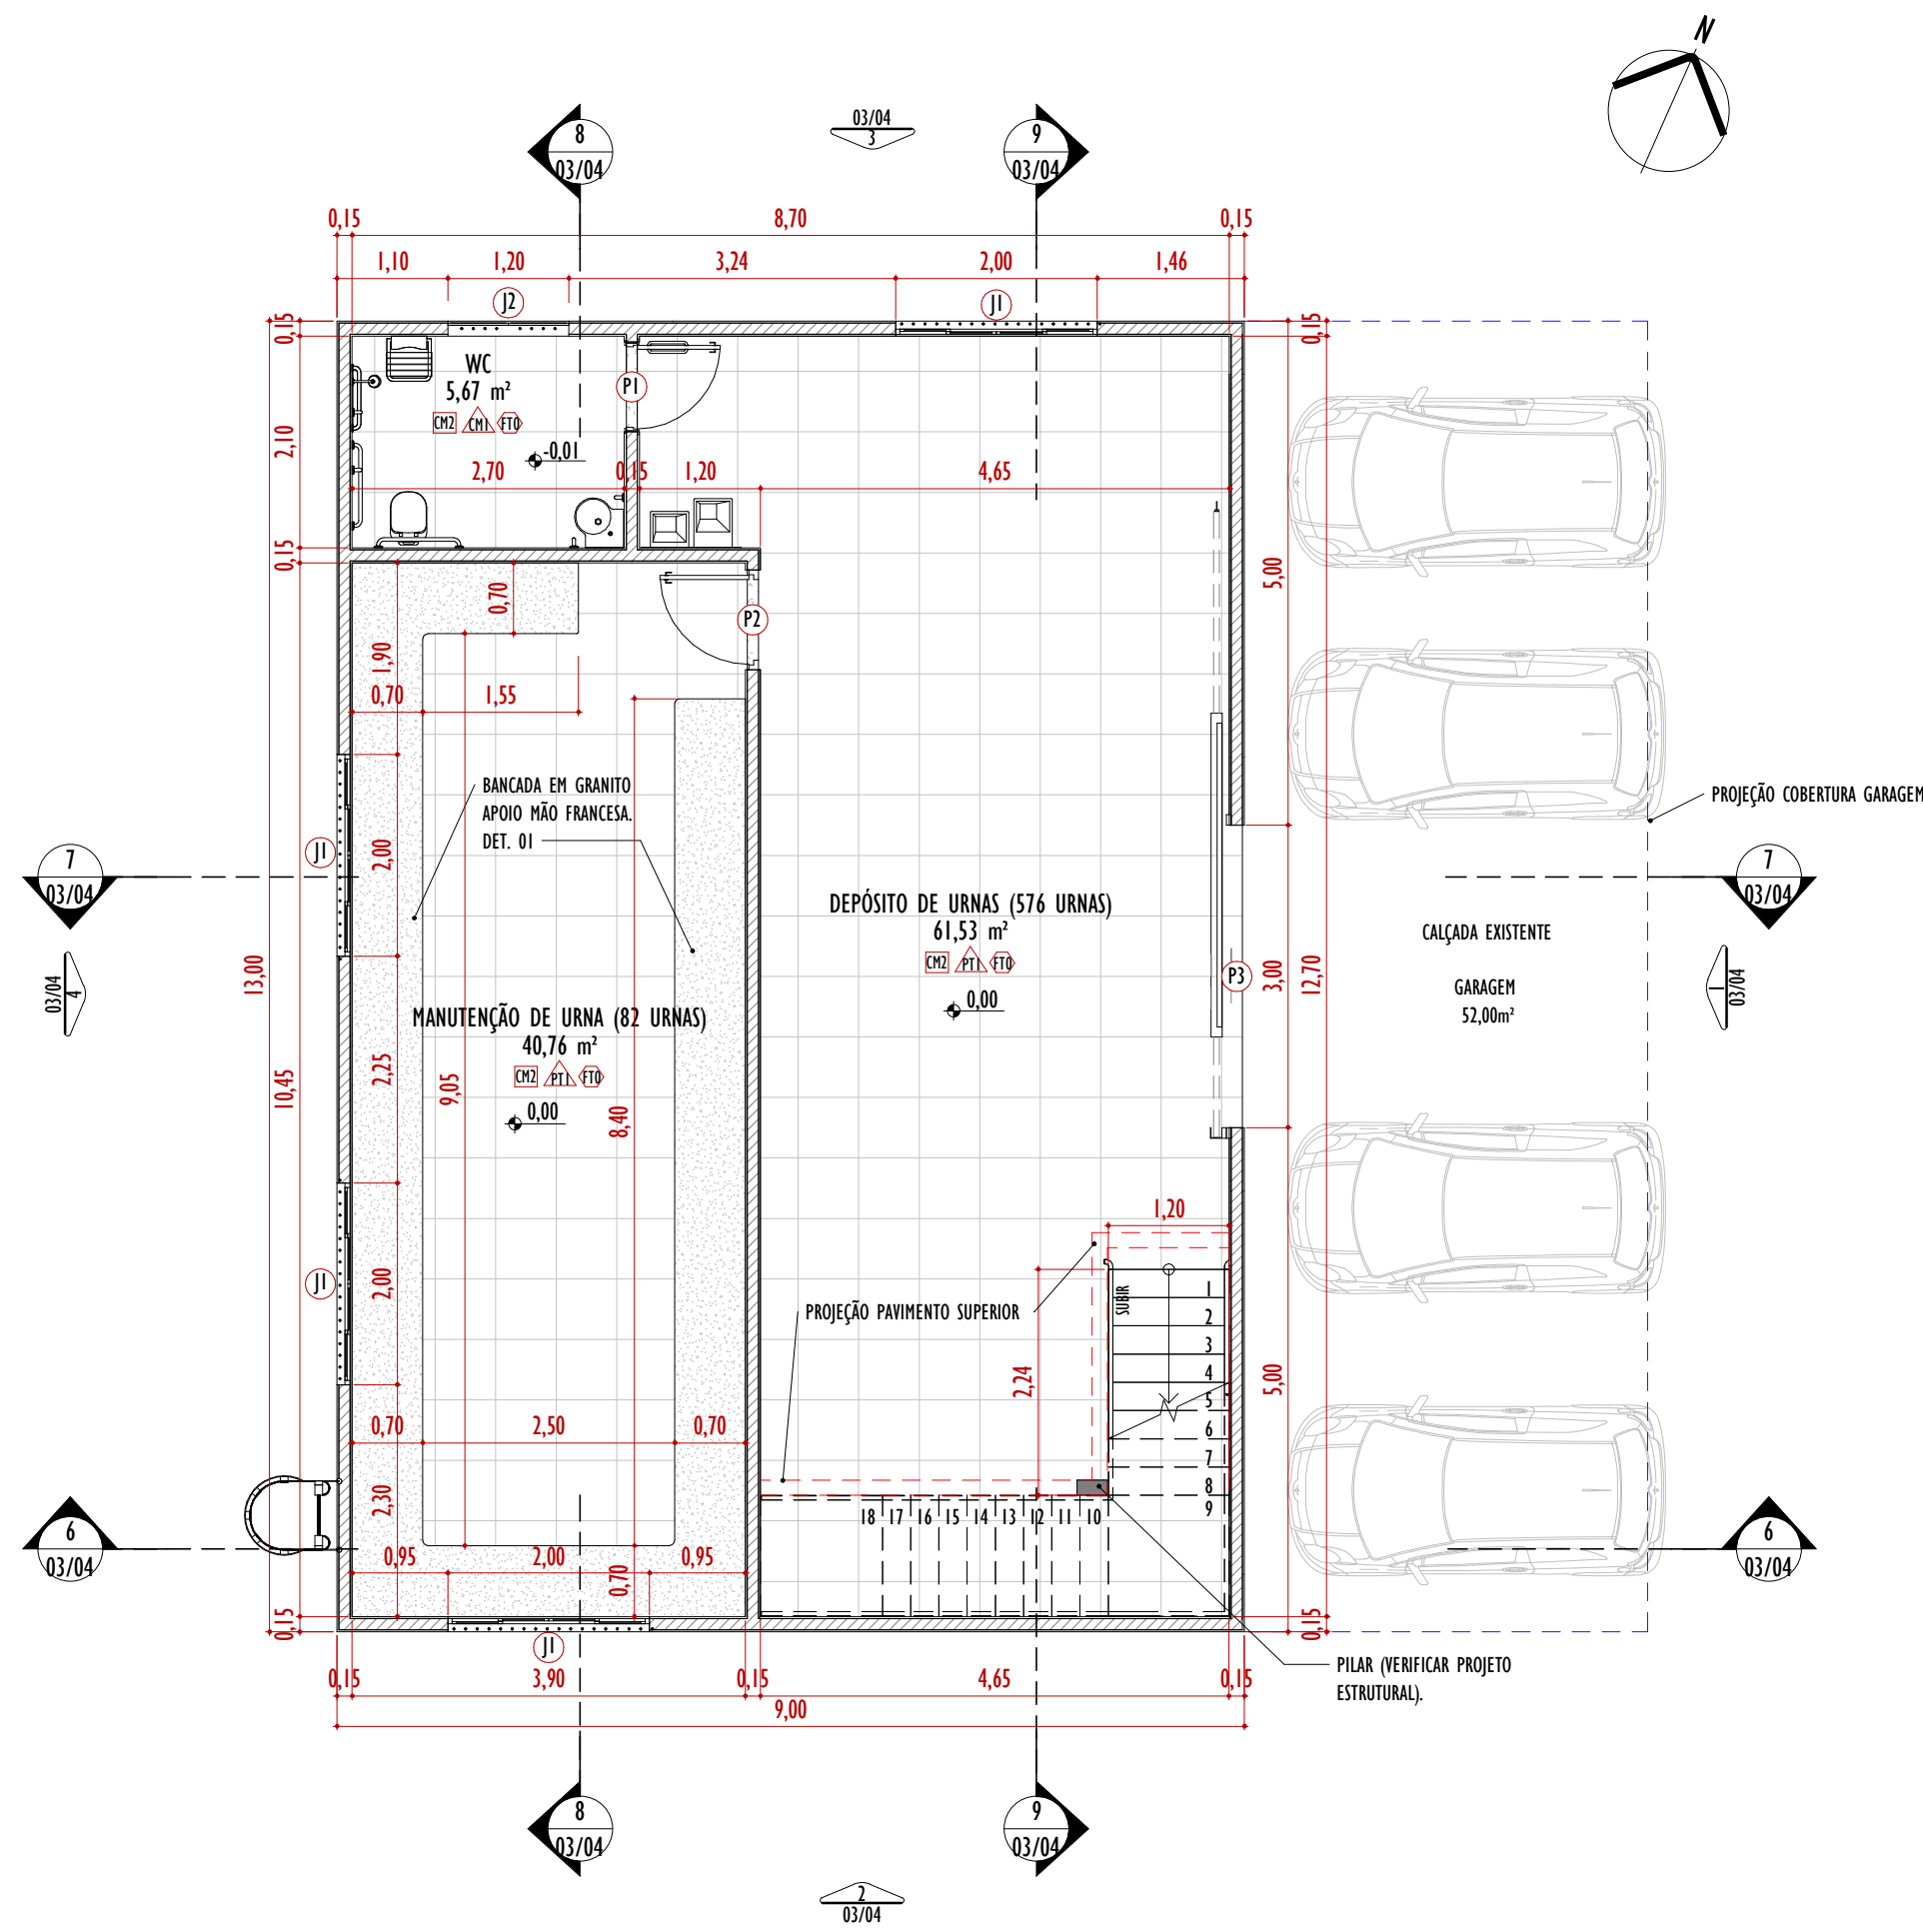 N
8
03/04
03/04
3
9
03/04
0,15
8,70
0,15
1,10
1,20
3,24
2,00
1,46
J2
J1
0,15
0,15
WC
5,67 m²
CM2
CM1
FT0
P1
-0,01
2,10
2,70
0,15
1,20
4,65
0,15
0,70
P2
5,00
1,90
0,70
1,55
BANCADA EM GRANITO
APOIO MÃO FRANCESA.
DET. 01
PROJEÇÃO COBERTURA GARAGEM
J1
2,00
7
03/04
7
03/04
DEPÓSITO DE URNAS (576 URNAS)
61,53 m²
CM2
PT1
FT0
0,00
CALÇADA EXISTENTE
GARAGEM
52,00m²
P3
3,00
12,70
13,00
03/04
4
1
03/04
MANUTENÇÃO DE URNA (82 URNAS)
40,76 m²
CM2
PT1
FT0
0,00
10,45
2,25
9,05
8,40
1,20
J1
2,00
PROJEÇÃO PAVIMENTO SUPERIOR
SUBIR
1
2
3
4
5
6
7
8
9
2,24
5,00
0,70
2,50
0,70
2,30
18
17
16
15
14
13
12
11
10
6
03/04
6
03/04
0,95
2,00
0,95
0,70
0,15
0,15
J1
PILAR (VERIFICAR PROJETO
ESTRUTURAL).
0,15
3,90
0,15
4,65
0,15
9,00
8
03/04
9
03/04
2
03/04